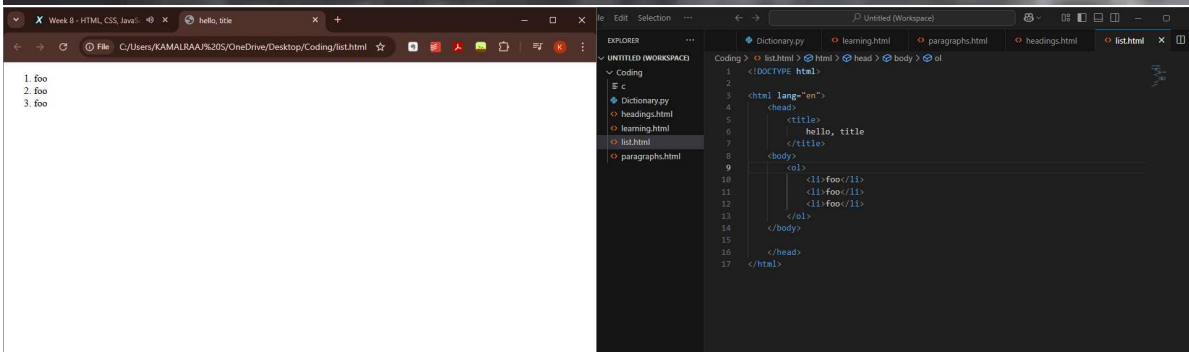 Week 8 - HTML, CSS, JavaS
hello, title
File
C:/Users/KAMALRAAJ%20S/OneDrive/Desktop/Coding/list.html
K
1. foo
2. foo
3. foo
le Edit Selection ...
Untitled (Workspace)
EXPLORER ...
UNTITLED (WORKSPACE)
Coding
c
Dictionary.py
headings.html
learning.html
list.html
paragraphs.html
Dictionary.py
learning.html
paragraphs.html
headings.html
list.html
Coding > list.html > html > head > body > ol
1 <!DOCTYPE html>
2
3 <html lang="en">
4 <head>
5 <title>
6 hello, title
7 </title>
8 <body>
9 <ol>
10 <li>foo</li>
11 <li>foo</li>
12 <li>foo</li>
13 </ol>
14 </body>
15
16 </head>
17 </html>